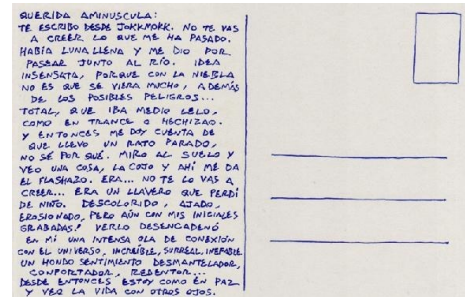 QUERIDA AMINUSCULA:
TE ESCRIBO DESDE JOKKMOKK. NO TE VAS
A CREER LO QUE ME HA PASADO.
HABÍA LUNA LLENA Y ME DIO POR
PASEAR JUNTO AL RÍO. IDEA
INSENSATA, PORQUE CON LA NIEBLA
NO ES QUE SE VIERA MUCHO, ADEMÁS
DE LOS POSIBLES PELIGROS...
TOTAL, QUE IBA MEDIO LELO,
COMO EN TRANCE O HECHIZADO.
Y ENTONCES ME DOY CUENTA DE
QUE LLEVO UN RATO PARADO,
NO SÉ POR QUÉ. MIRO AL SUELO Y
VEO UNA COSA, LA COJO Y AHÍ ME DA
EL FLASHAZO. ERA... NO TE LO VAS A
CREER... ERA UN LLAVERO QUE PERDÍ
DE NIÑO. DESCOLORIDO, AJADO,
EROSIONADO, PERO AÚN CON MIS INICIALES
GRABADAS! VERLO DESENCADENÓ
EN MÍ UNA INTENSA OLA DE CONEXIÓN
CON EL UNIVERSO, INCREÍBLE, SURREAL, INEFABLE
UN HONDO SENTIMIENTO DESMANTELADOR,
CONFORTADOR, REDENTOR...
DESDE ENTONCES ESTOY COMO EN PAZ
Y VEO LA VIDA CON OTROS OJOS.